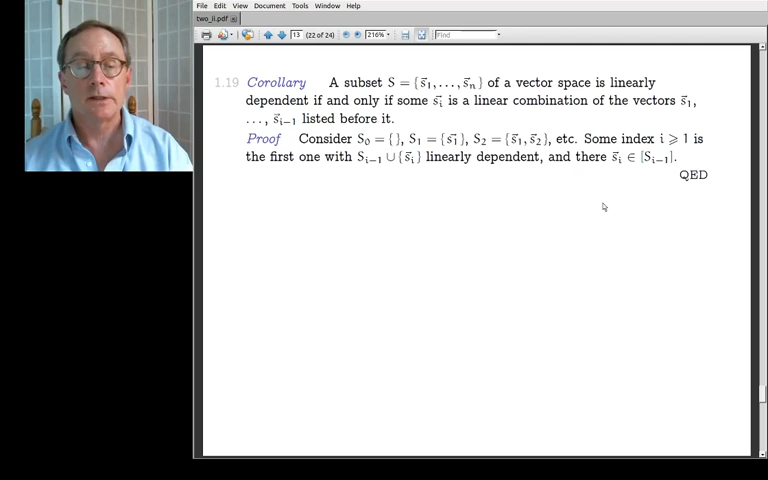 File Edit View Document Tools Window Help
two_ii.pdf
13 (22 of 24) 216% Find
1.19 Corollary A subset S = {s⃗₁, . . . , s⃗ₙ} of a vector space is linearly
dependent if and only if some s⃗ᵢ is a linear combination of the vectors s⃗₁,
. . . , s⃗ᵢ₋₁ listed before it.
Proof Consider S₀ = { }, S₁ = {s⃗₁}, S₂ = {s⃗₁, s⃗₂}, etc. Some index i ⩾ 1 is
the first one with Sᵢ₋₁ ∪ {s⃗ᵢ} linearly dependent, and there s⃗ᵢ ∈ [Sᵢ₋₁].
QED